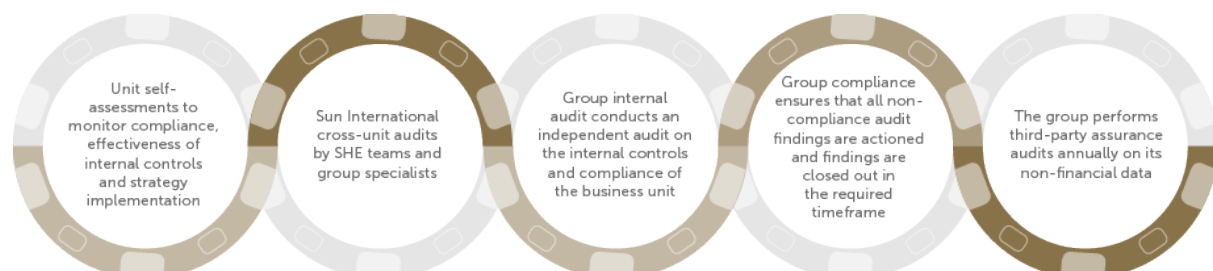 Unit self-
assessments to
monitor compliance,
effectiveness of
internal controls
and strategy
implementation
Sun International
cross-unit audits
by SHE teams and
group specialists
Group internal
audit conducts an
independent audit on
the internal controls
and compliance of
the business unit
Group compliance
ensures that all non-
compliance audit
findings are actioned
and findings are
closed out in
the required
timeframe
The group performs
third-party assurance
audits annually on its
non-financial data